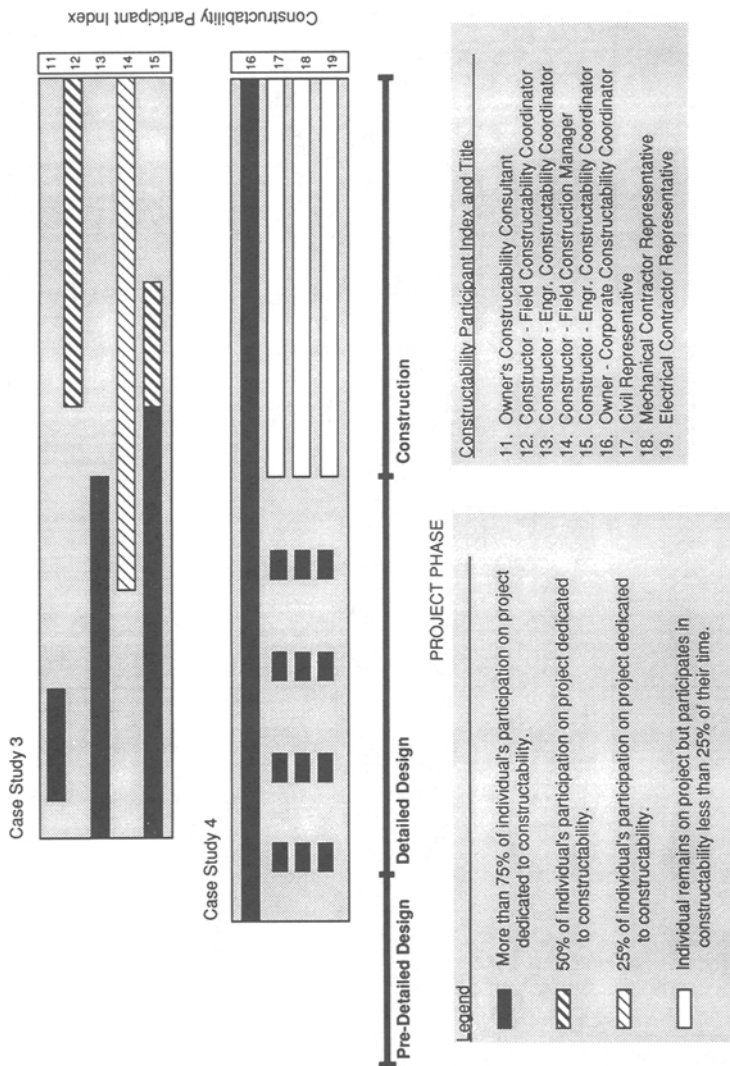 Case Study 3
11
12
13
14
15
Constructability Participant Index
Case Study 4
16
17
18
19
Pre-Detailed Design
Detailed Design
Construction
PROJECT PHASE
Legend
More than 75% of individual's participation on project
dedicated to constructability.
50% of individual's participation on project dedicated
to constructability.
25% of individual's participation on project dedicated
to constructability.
Individual remains on project but participates in
constructability less than 25% of their time.
Constructability Participant Index and Title
11. Owner's Constructability Consultant
12. Constructor - Field Constructability Coordinator
13. Constructor - Engr. Constructability Coordinator
14. Constructor - Field Construction Manager
15. Constructor - Engr. Constructability Coordinator
16. Owner - Corporate Constructability Coordinator
17. Civil Representative
18. Mechanical Contractor Representative
19. Electrical Contractor Representative